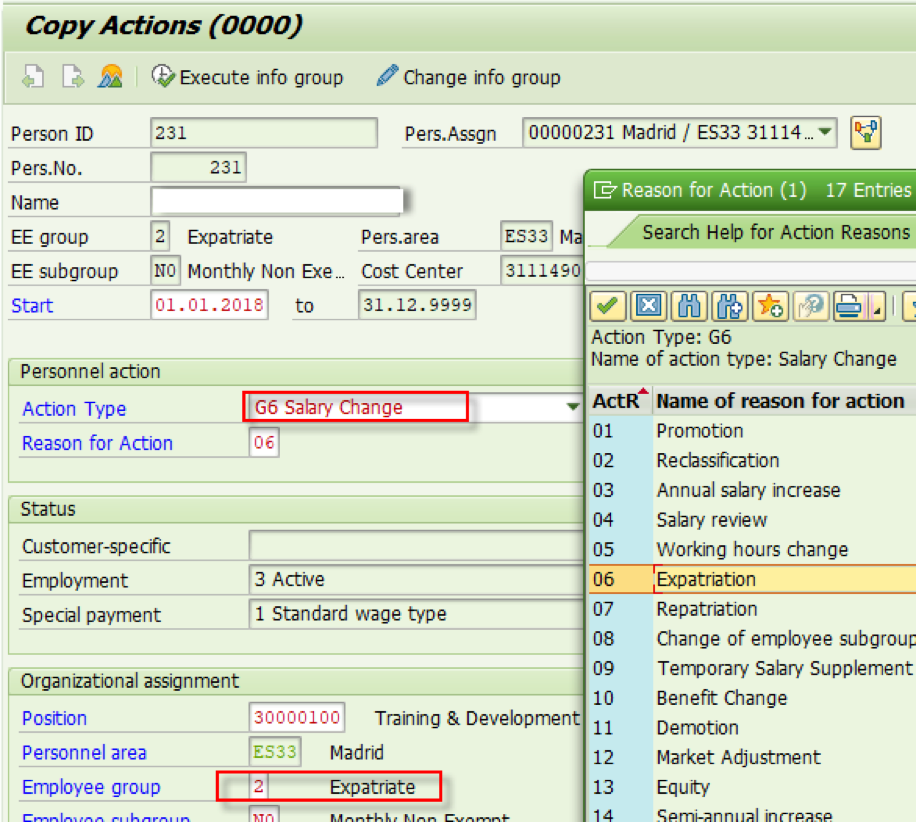 Copy Actions (0000)
Execute info group Change info group
Person ID 231 Pers.Assgn 00000231 Madrid / ES33 31114...
Pers.No. 231
Name
EE group 2 Expatriate Pers.area ES33 Ma
EE subgroup N0 Monthly Non Exe... Cost Center 3111490
Start 01.01.2018 to 31.12.9999
Personnel action
Action Type G6 Salary Change
Reason for Action 06
Status
Customer-specific
Employment 3 Active
Special payment 1 Standard wage type
Organizational assignment
Position 30000100 Training & Development
Personnel area ES33 Madrid
Employee group 2 Expatriate
Employee subgroup N0 Monthly Non Exempt
Reason for Action (1) 17 Entries
Search Help for Action Reasons
Action Type: G6
Name of action type: Salary Change
ActR Name of reason for action
01 Promotion
02 Reclassification
03 Annual salary increase
04 Salary review
05 Working hours change
06 Expatriation
07 Repatriation
08 Change of employee subgroup
09 Temporary Salary Supplement
10 Benefit Change
11 Demotion
12 Market Adjustment
13 Equity
14 Semi-annual increase